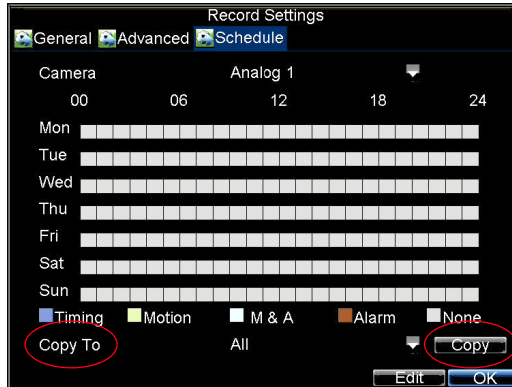 Record Settings
General Advanced Schedule
Camera Analog 1
00 06 12 18 24
Mon
Tue
Wed
Thu
Fri
Sat
Sun
Timing Motion M & A Alarm None
Copy To All Copy
Edit OK